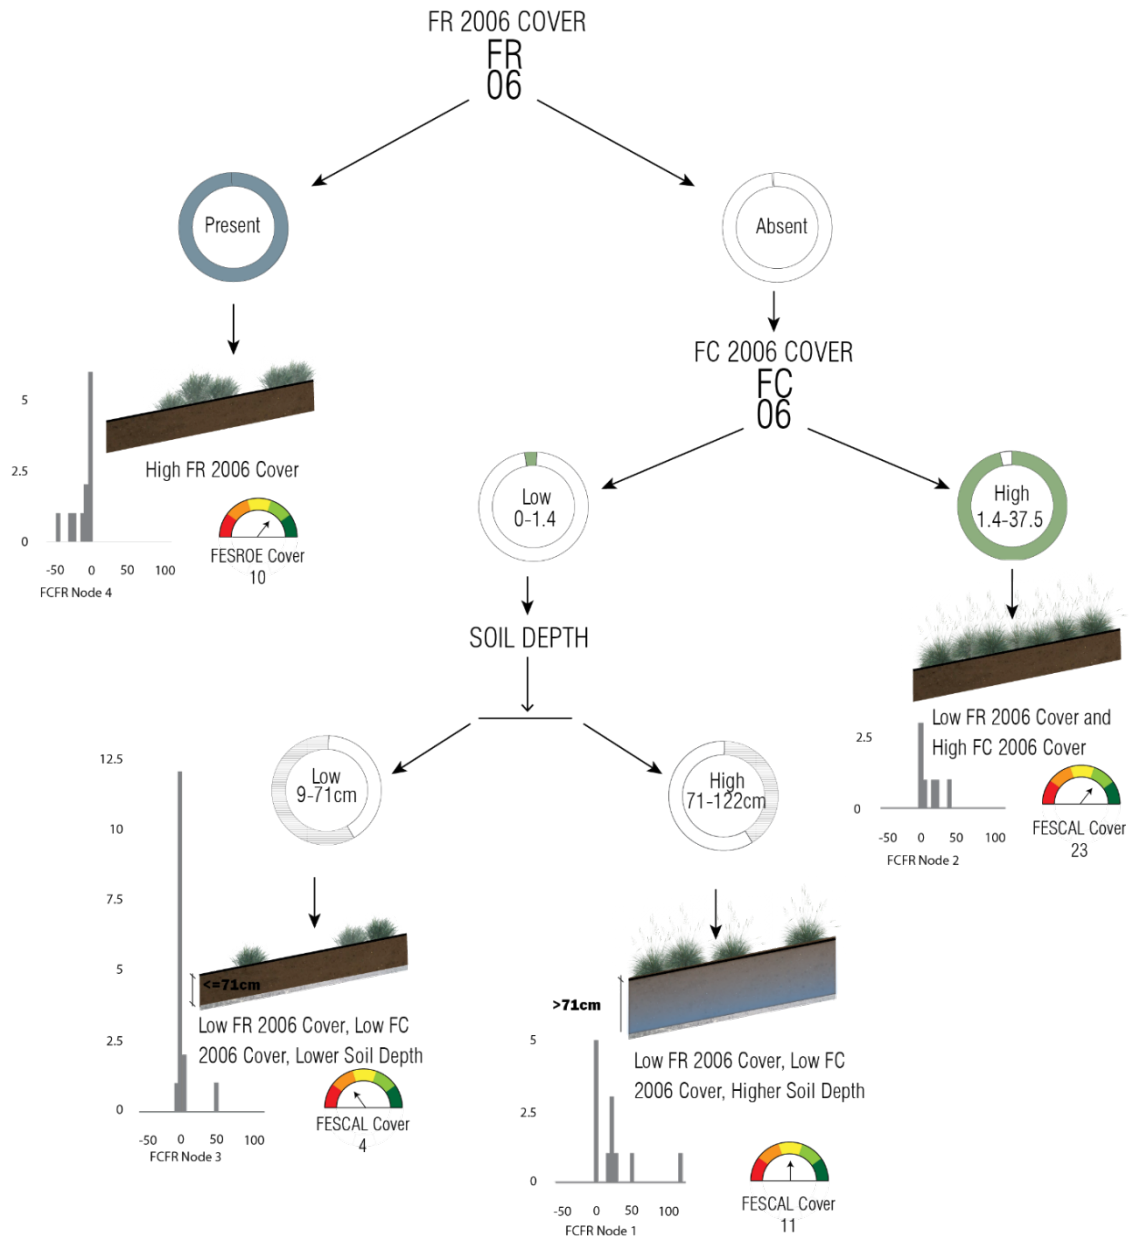 FR 2006 COVER
FR
06
Present
Absent
FC 2006 COVER
FC
06
5
2.5
0
-50 0 50 100
FCFR Node 4
High FR 2006 Cover
FESROE Cover
10
Low
0-1.4
High
1.4-37.5
SOIL DEPTH
Low FR 2006 Cover and
High FC 2006 Cover
2.5
0
-50 0 50 100
FCFR Node 2
FESCAL Cover
23
Low
9-71cm
High
71-122cm
12.5
10
7.5
5
2.5
0
-50 0 50 100
FCFR Node 3
<=71cm
Low FR 2006 Cover, Low FC
2006 Cover, Lower Soil Depth
FESCAL Cover
4
>71cm
5
2.5
0
-50 0 50 100
FCFR Node 1
Low FR 2006 Cover, Low FC
2006 Cover, Higher Soil Depth
FESCAL Cover
11